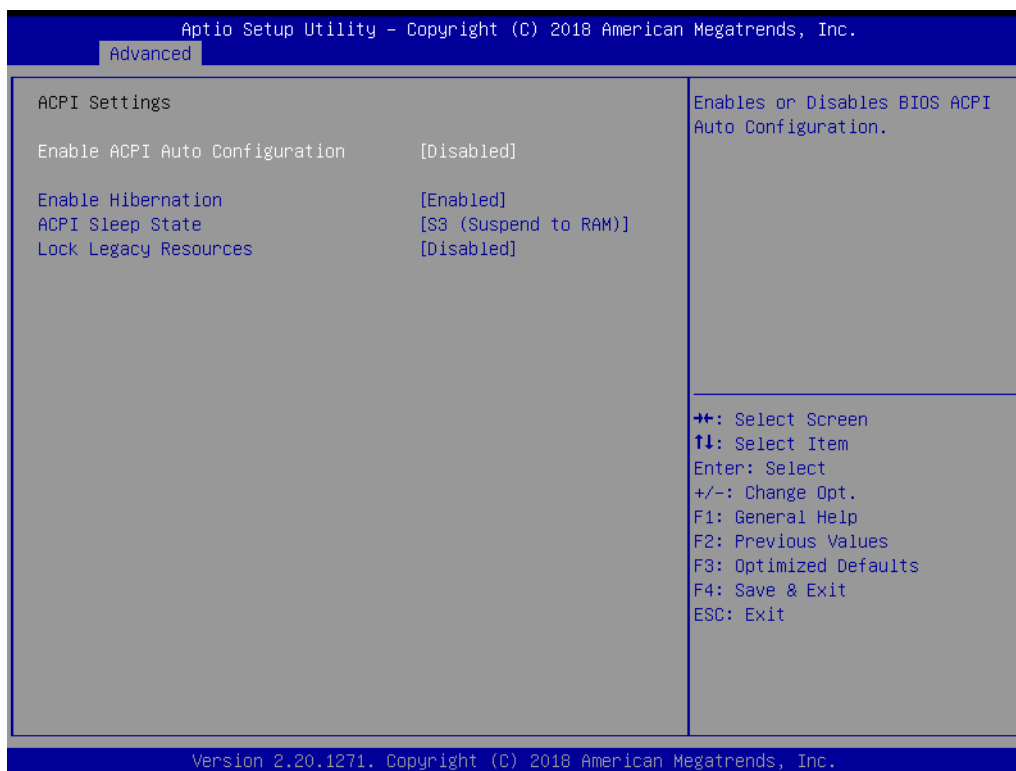 Aptio Setup Utility – Copyright (C) 2018 American Megatrends, Inc.
Advanced
ACPI Settings
Enable ACPI Auto Configuration [Disabled]
Enable Hibernation [Enabled]
ACPI Sleep State [S3 (Suspend to RAM)]
Lock Legacy Resources [Disabled]
Enables or Disables BIOS ACPI
Auto Configuration.
→←: Select Screen
↑↓: Select Item
Enter: Select
+/-: Change Opt.
F1: General Help
F2: Previous Values
F3: Optimized Defaults
F4: Save & Exit
ESC: Exit
Version 2.20.1271. Copyright (C) 2018 American Megatrends, Inc.